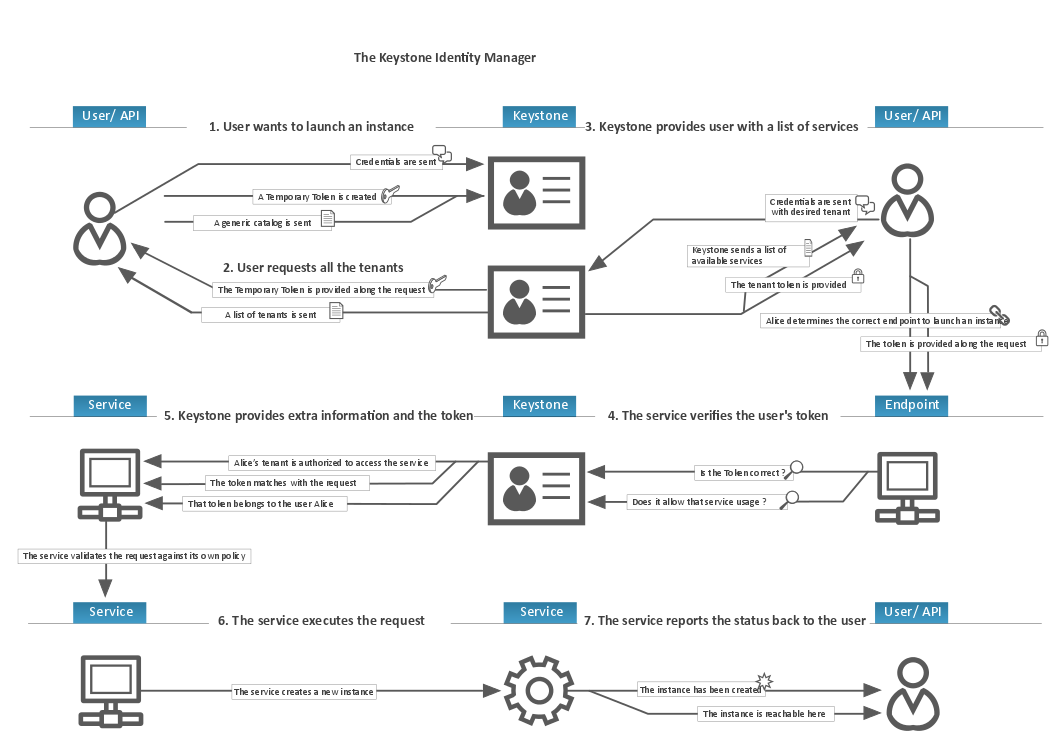 The Keystone Identity Manager
User/ API
1. User wants to launch an instance
Keystone
3. Keystone provides user with a list of services
User/ API
Credentials are sent
A Temporary Token is created
A generic catalog is sent
2. User requests all the tenants
The Temporary Token is provided along the request
A list of tenants is sent
Credentials are sent
with desired tenant
Keystone sends a list of
available services
The tenant token is provided
Alice determines the correct endpoint to launch an instance
The token is provided along the request
Service
5. Keystone provides extra information and the token
Keystone
4. The service verifies the user's token
Endpoint
Alice's tenant is authorized to access the service
The token matches with the request
That token belongs to the user Alice
Is the Token correct ?
Does it allow that service usage ?
The service validates the request against its own policy
Service
6. The service executes the request
Service
7. The service reports the status back to the user
User/ API
The service creates a new instance
The instance has been created
The instance is reachable here